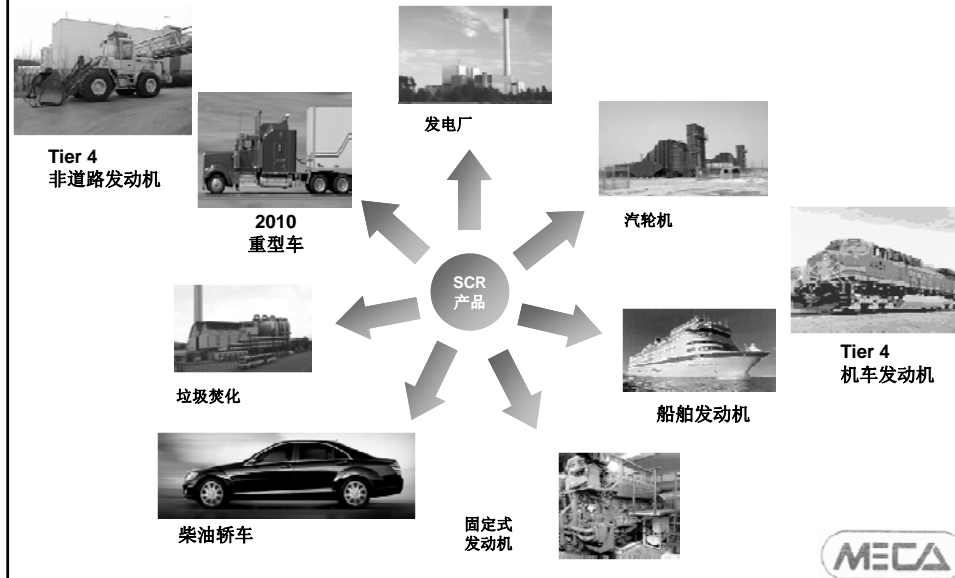 发电厂
Tier 4
非道路发动机
2010
重型车
汽轮机
SCR
产品
Tier 4
机车发动机
垃圾焚化
船舶发动机
柴油轿车
固定式
发动机
MECA